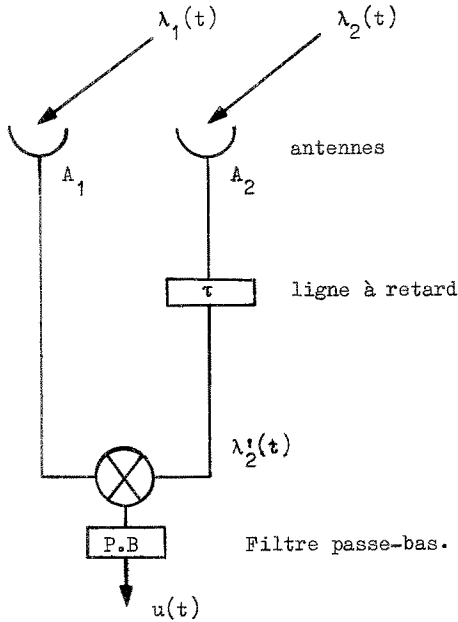 λ₁(t) λ₂(t)
antennes
A₁ A₂
τ ligne à retard
λ₂'(t)
P.B Filtre passe-bas.
u(t)